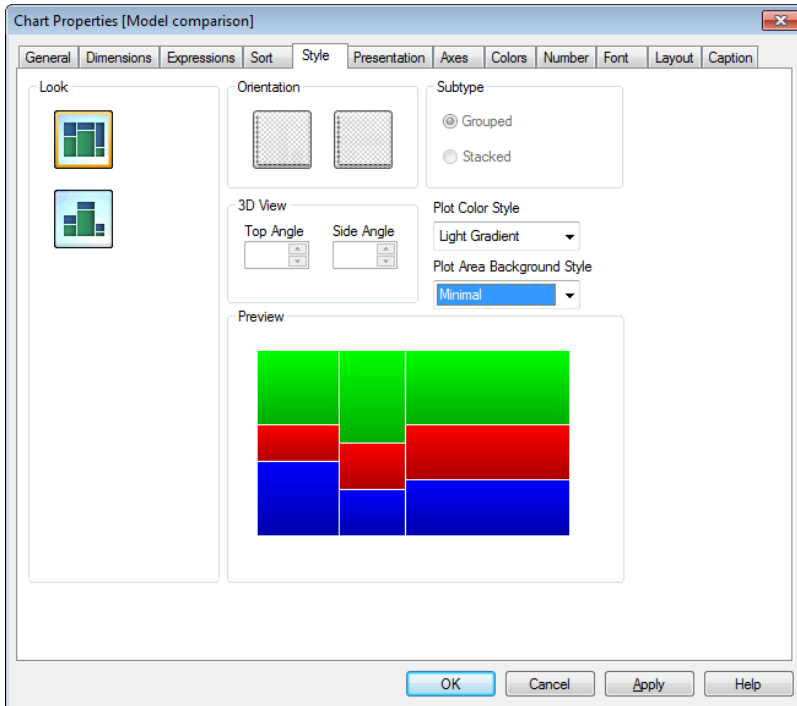 Chart Properties [Model comparison]
General Dimensions Expressions Sort Style Presentation Axes Colors Number Font Layout Caption
Look
Orientation
Subtype
Grouped
Stacked
3D View
Top Angle Side Angle
Plot Color Style
Light Gradient
Plot Area Background Style
Minimal
Preview
OK Cancel Apply Help